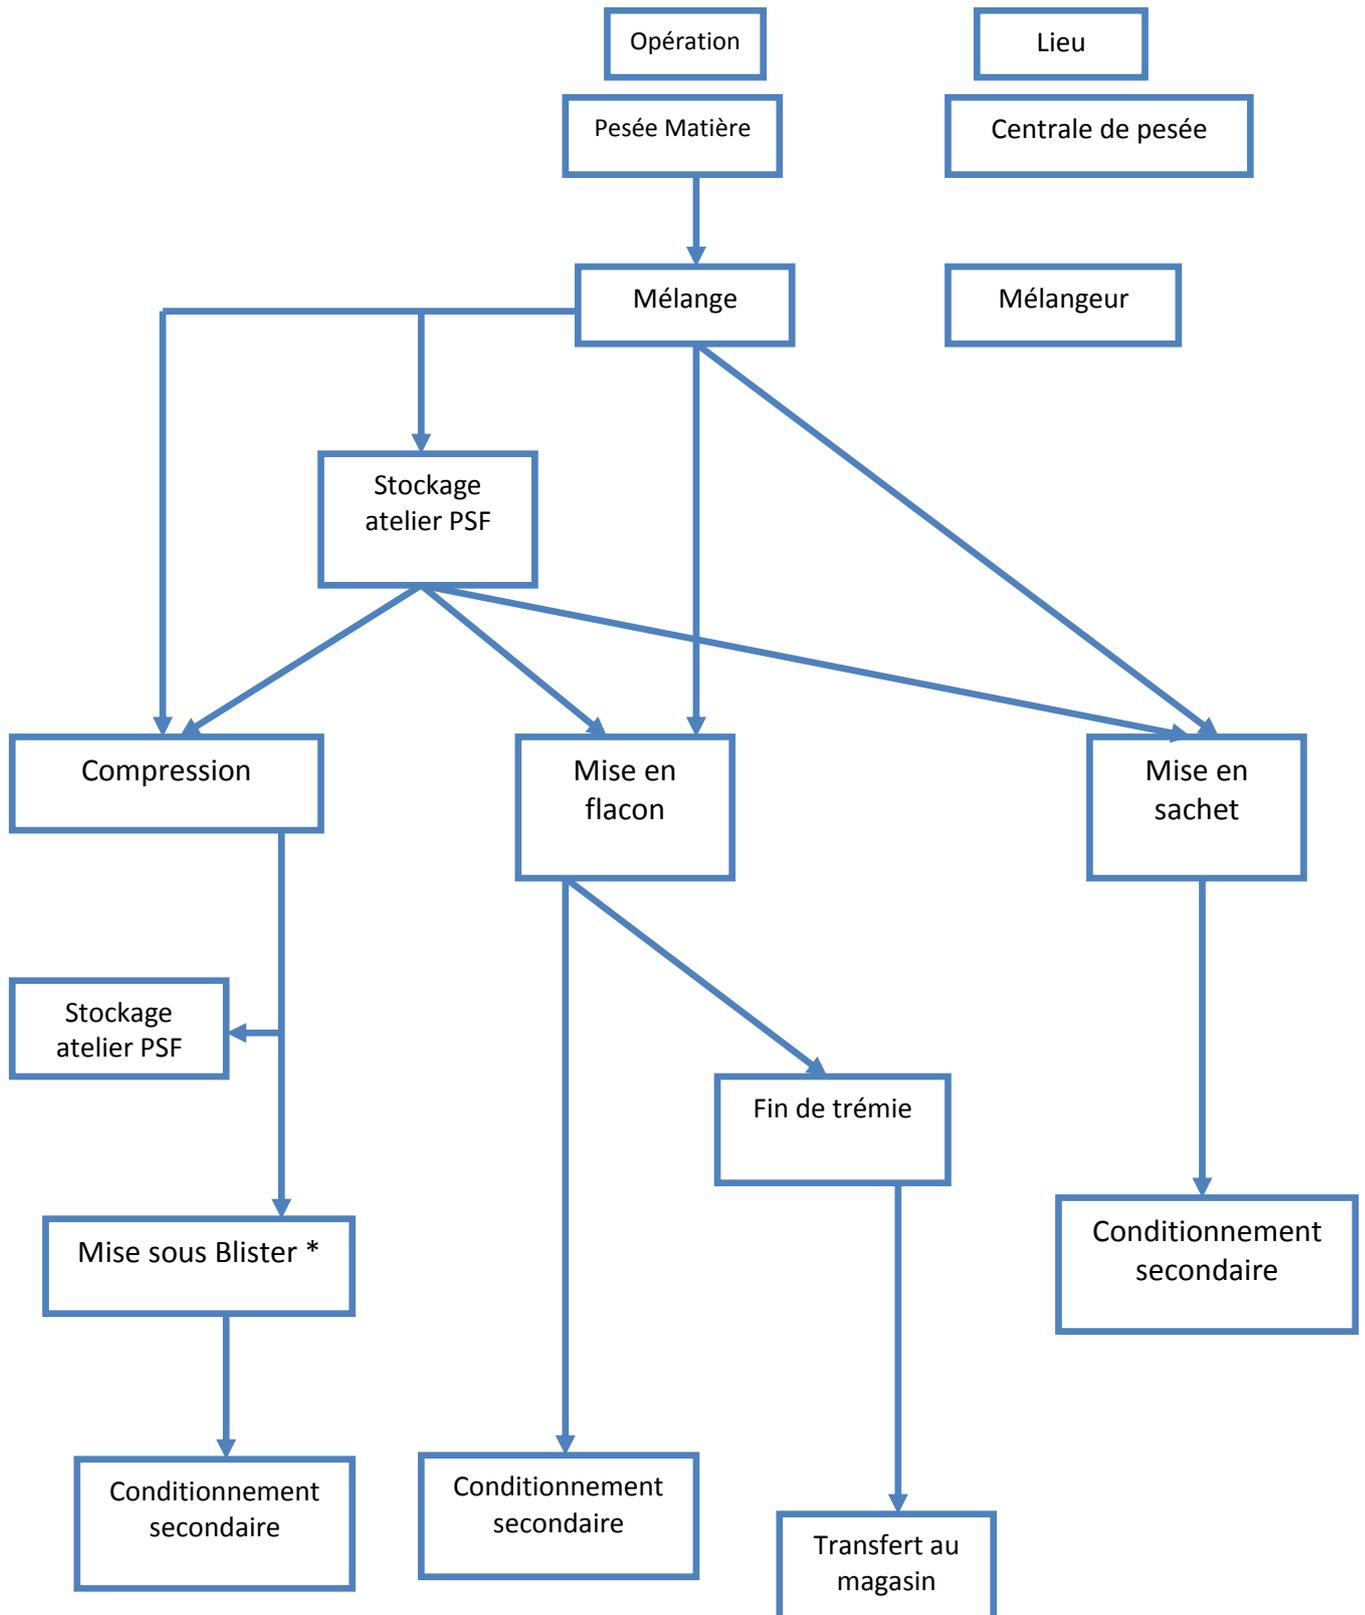 Opération
Lieu
Pesée Matière
Centrale de pesée
Mélange
Mélangeur
Stockage
atelier PSF
Compression
Mise en
flacon
Mise en
sachet
Stockage
atelier PSF
Fin de trémie
Mise sous Blister *
Conditionnement
secondaire
Conditionnement
secondaire
Conditionnement
secondaire
Transfert au
magasin